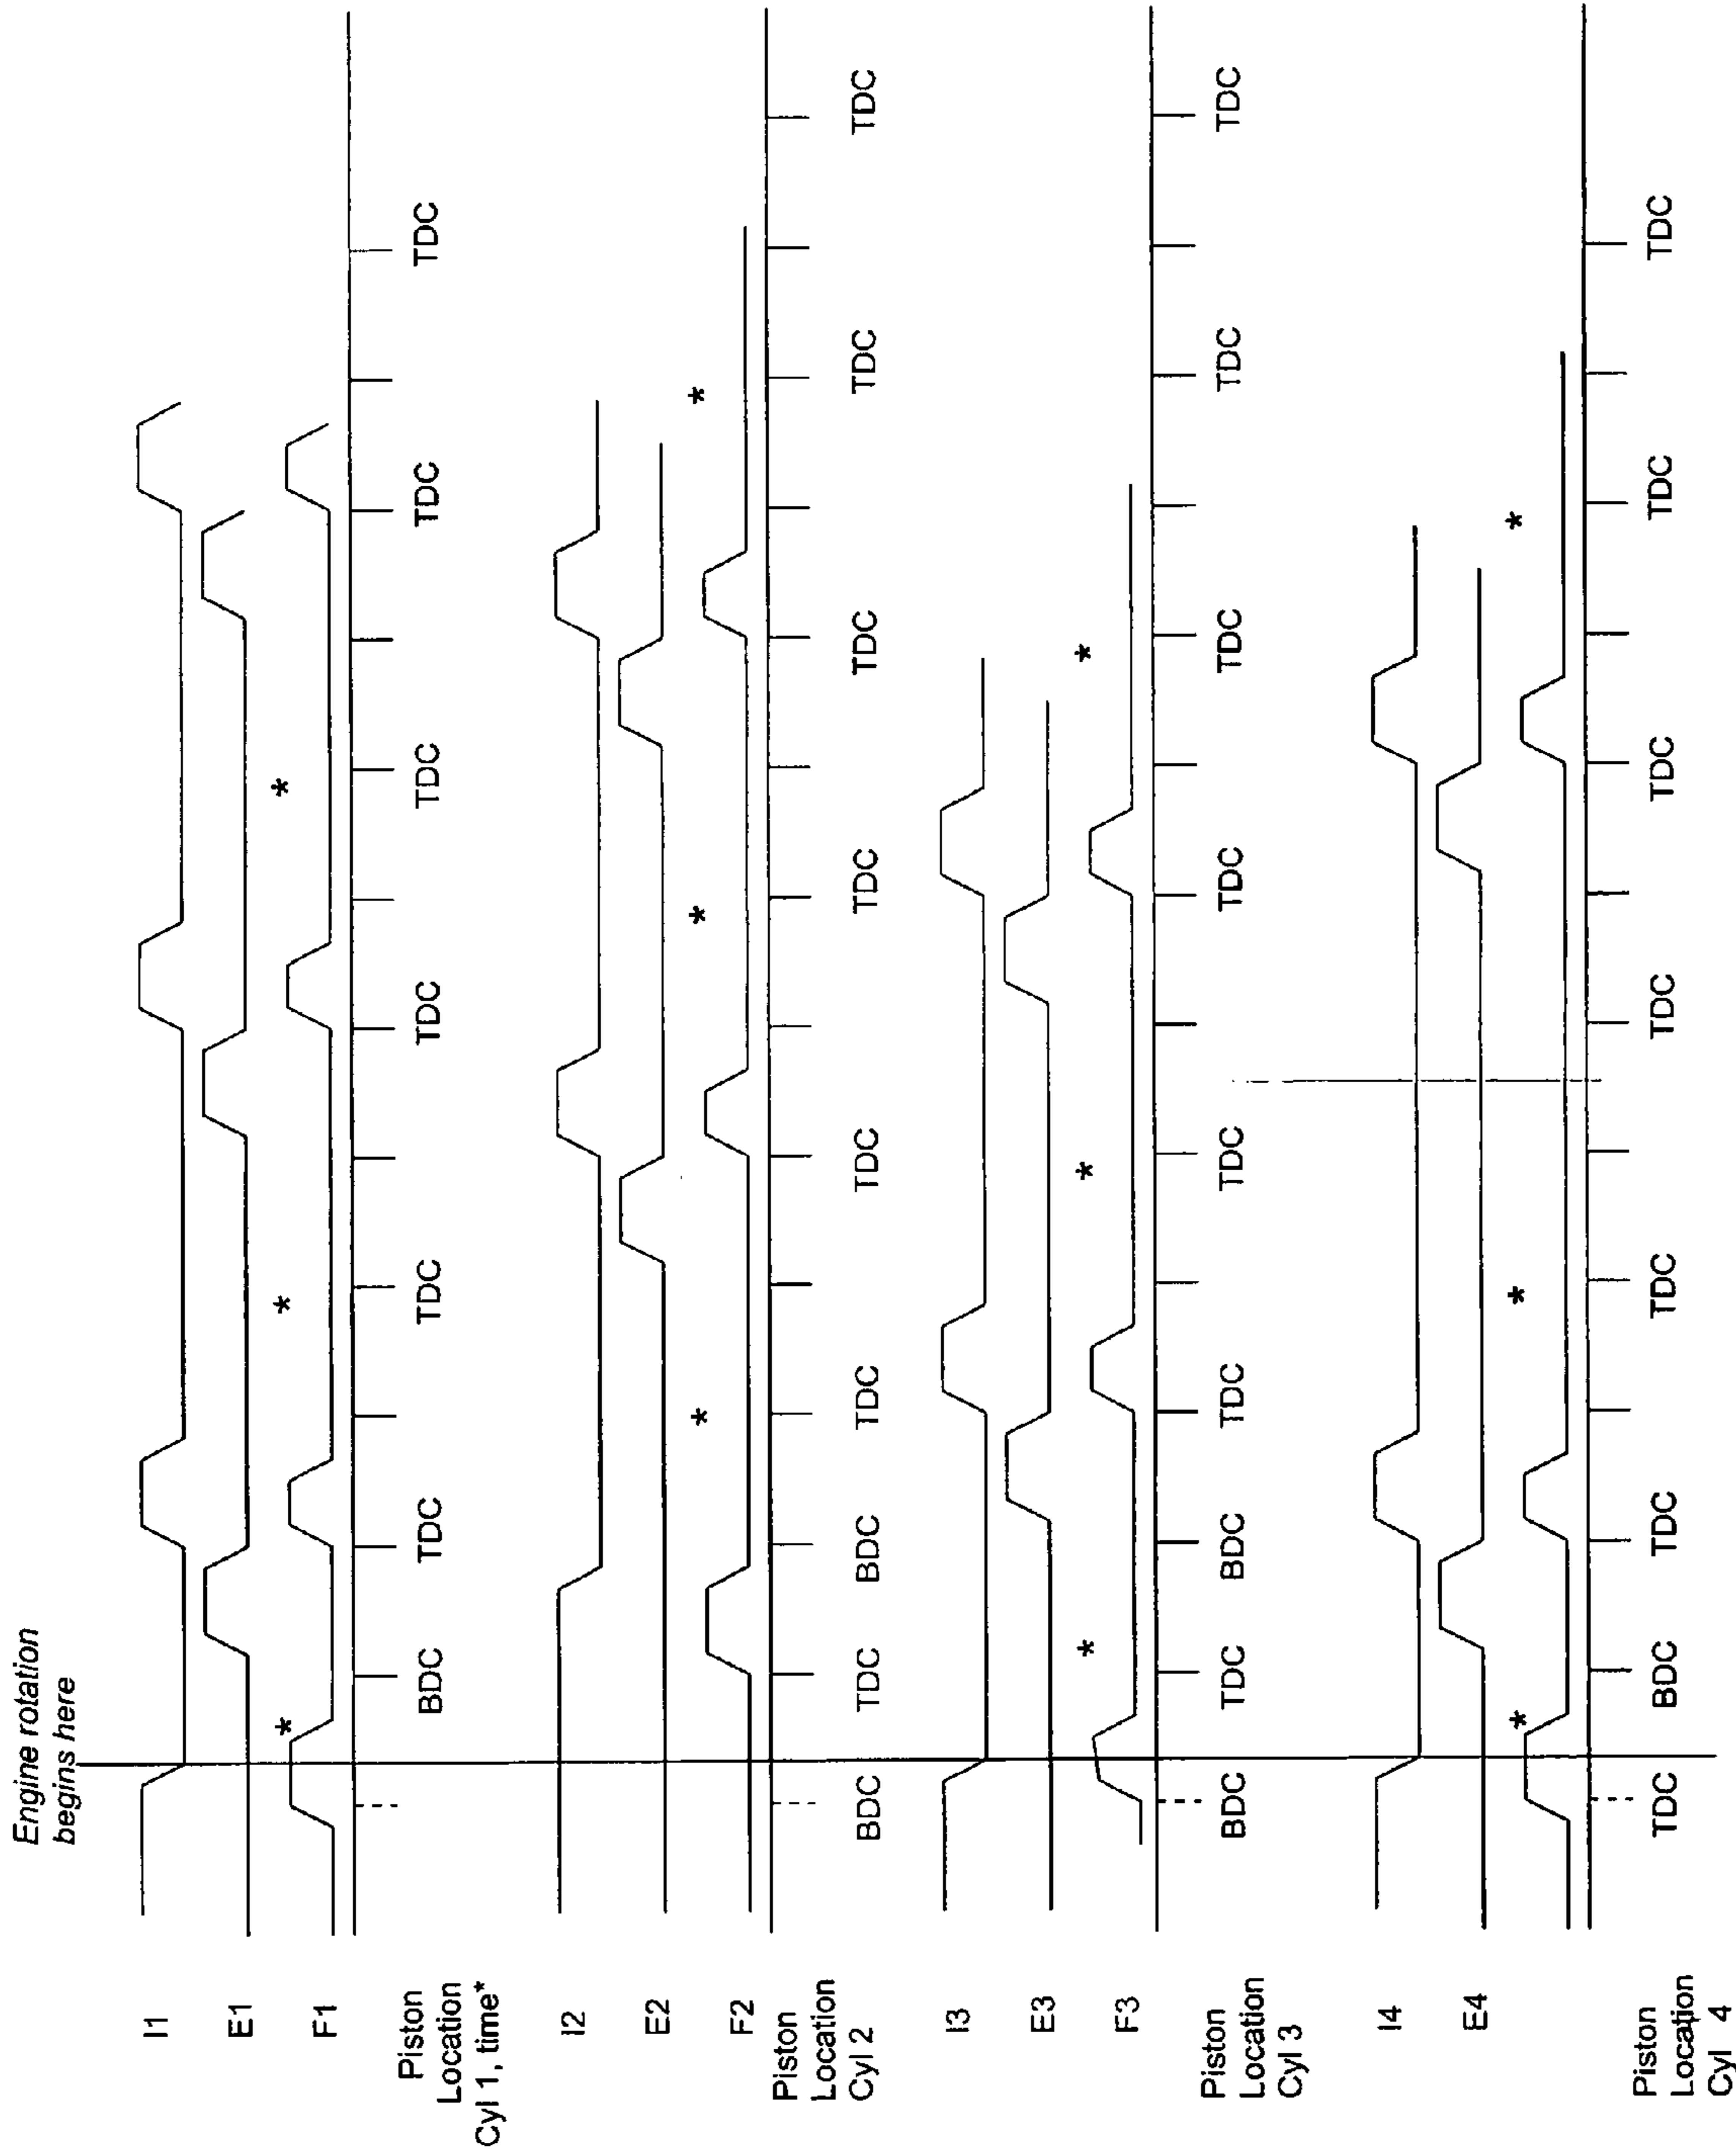 Engine rotation
begins here
I1
E1
* * *
F1
Piston
Location
Cyl 1, time*
BDC TDC TDC TDC TDC TDC TDC
I2
E2
* * *
F2
Piston
Location
Cyl 2
BDC TDC BDC TDC TDC TDC TDC TDC TDC
I3
E3
* * *
F3
Piston
Location
Cyl 3
BDC TDC BDC TDC TDC TDC TDC TDC TDC
I4
E4
* * *
Piston
Location
Cyl 4
TDC BDC TDC TDC TDC TDC TDC TDC